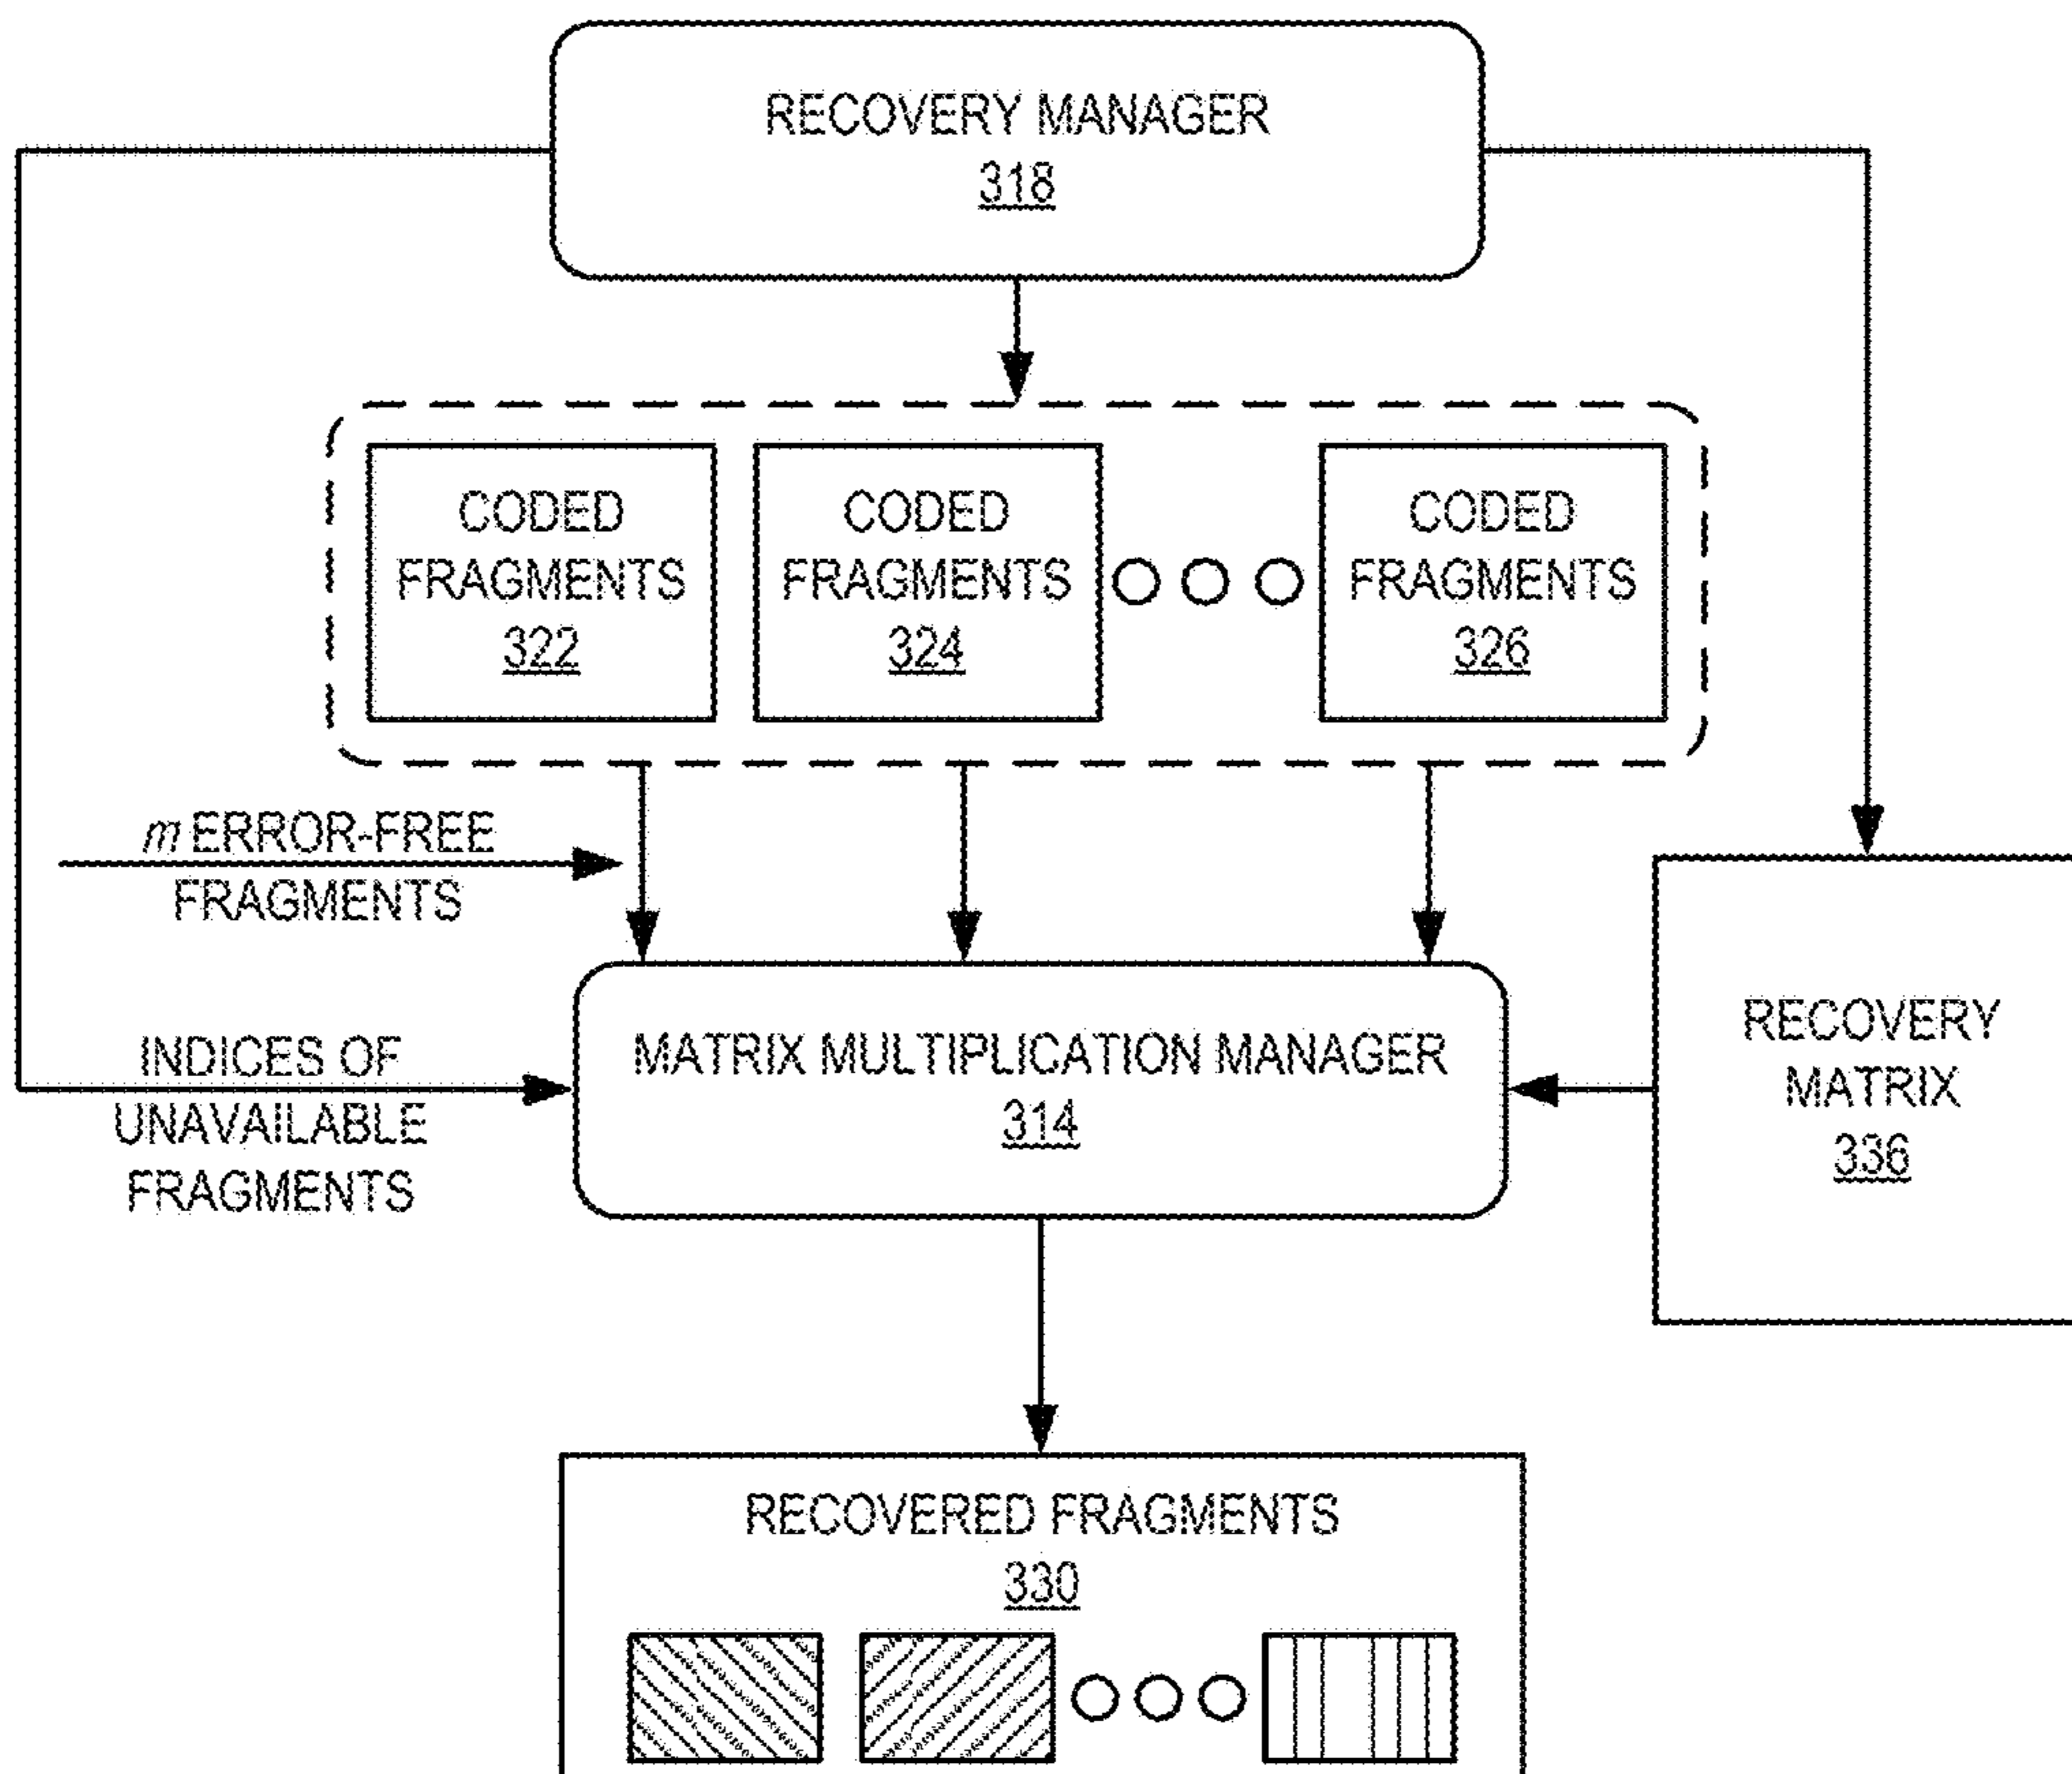 RECOVERY MANAGER
318
CODED
FRAGMENTS
322
CODED
FRAGMENTS
324
CODED
FRAGMENTS
326
m ERROR-FREE
FRAGMENTS
INDICES OF
UNAVAILABLE
FRAGMENTS
MATRIX MULTIPLICATION MANAGER
314
RECOVERY
MATRIX
336
RECOVERED FRAGMENTS
330